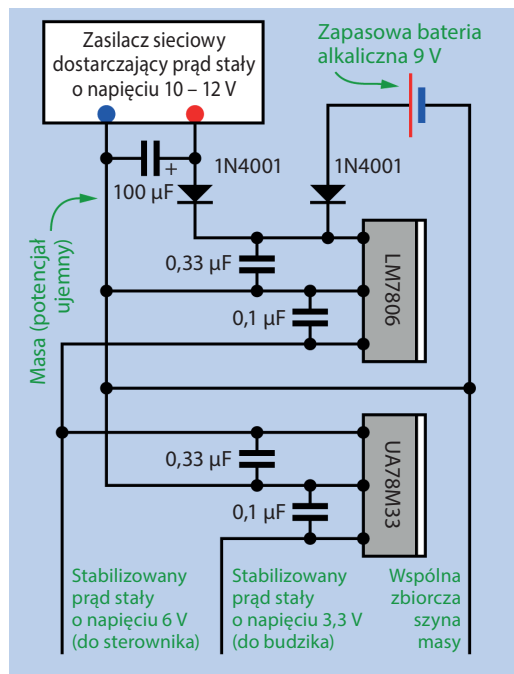 Zasilacz sieciowy
dostarczający prąd stały
o napięciu 10 – 12 V
Zapasowa bateria
alkaliczna 9 V
1N4001
1N4001
+
100 µF
Masa (potencjał
ujemny)
0,33 µF
LM7806
0,1 µF
0,33 µF
UA78M33
0,1 µF
Stabilizowany
prąd stały
o napięciu 6 V
(do sterownika)
Stabilizowany
prąd stały
o napięciu 3,3 V
(do budzika)
Wspólna
zbiorcza
szyna
masy